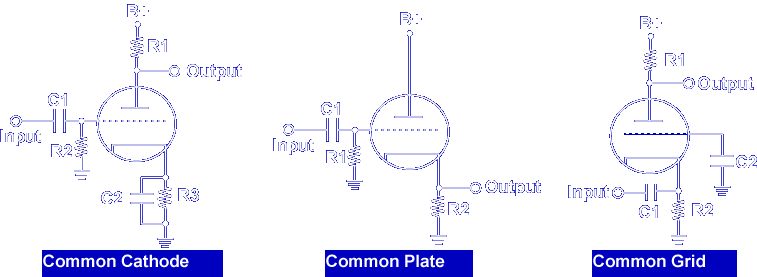 B+
R1
Output
C1
Input
R2
C2
R3
Common Cathode
B+
C1
Input
R1
Output
R2
Common Plate
B+
R1
Output
C2
Input
C1
R2
Common Grid